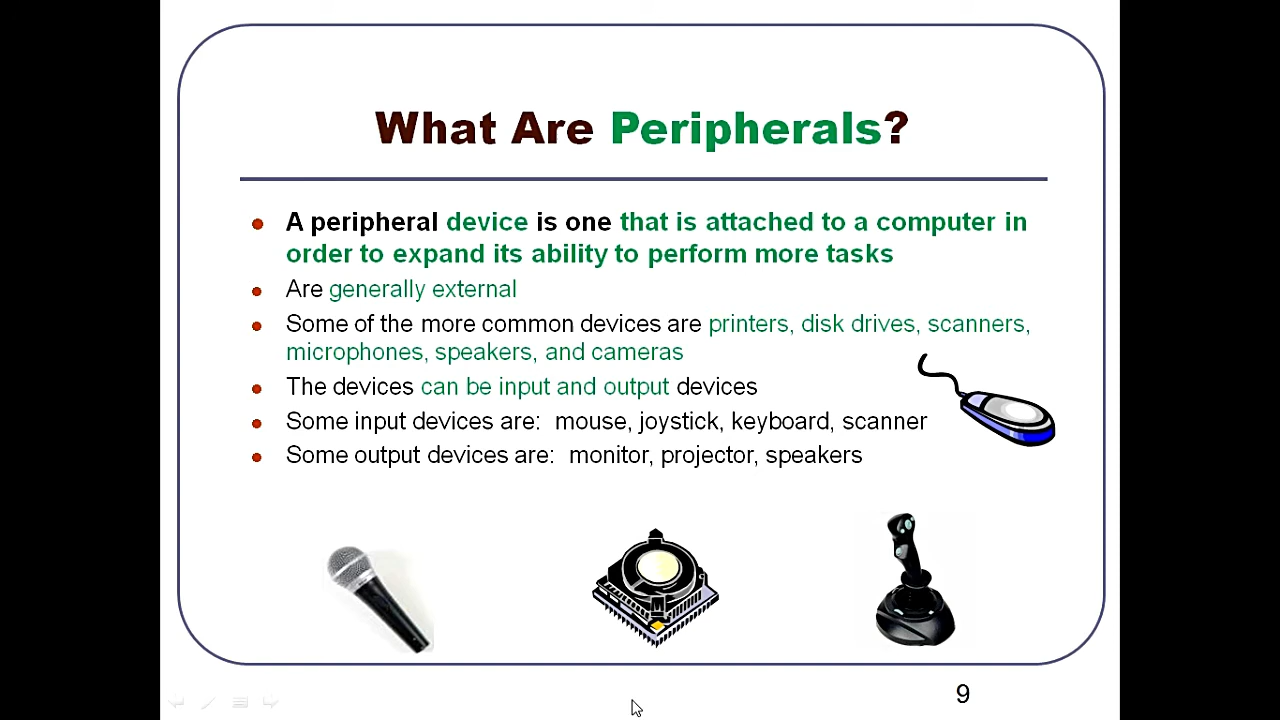 What Are Peripherals?
A peripheral device is one that is attached to a computer in
order to expand its ability to perform more tasks
Are generally external
Some of the more common devices are printers, disk drives, scanners,
microphones, speakers, and cameras
The devices can be input and output devices
Some input devices are:  mouse, joystick, keyboard, scanner
Some output devices are:  monitor, projector, speakers
9